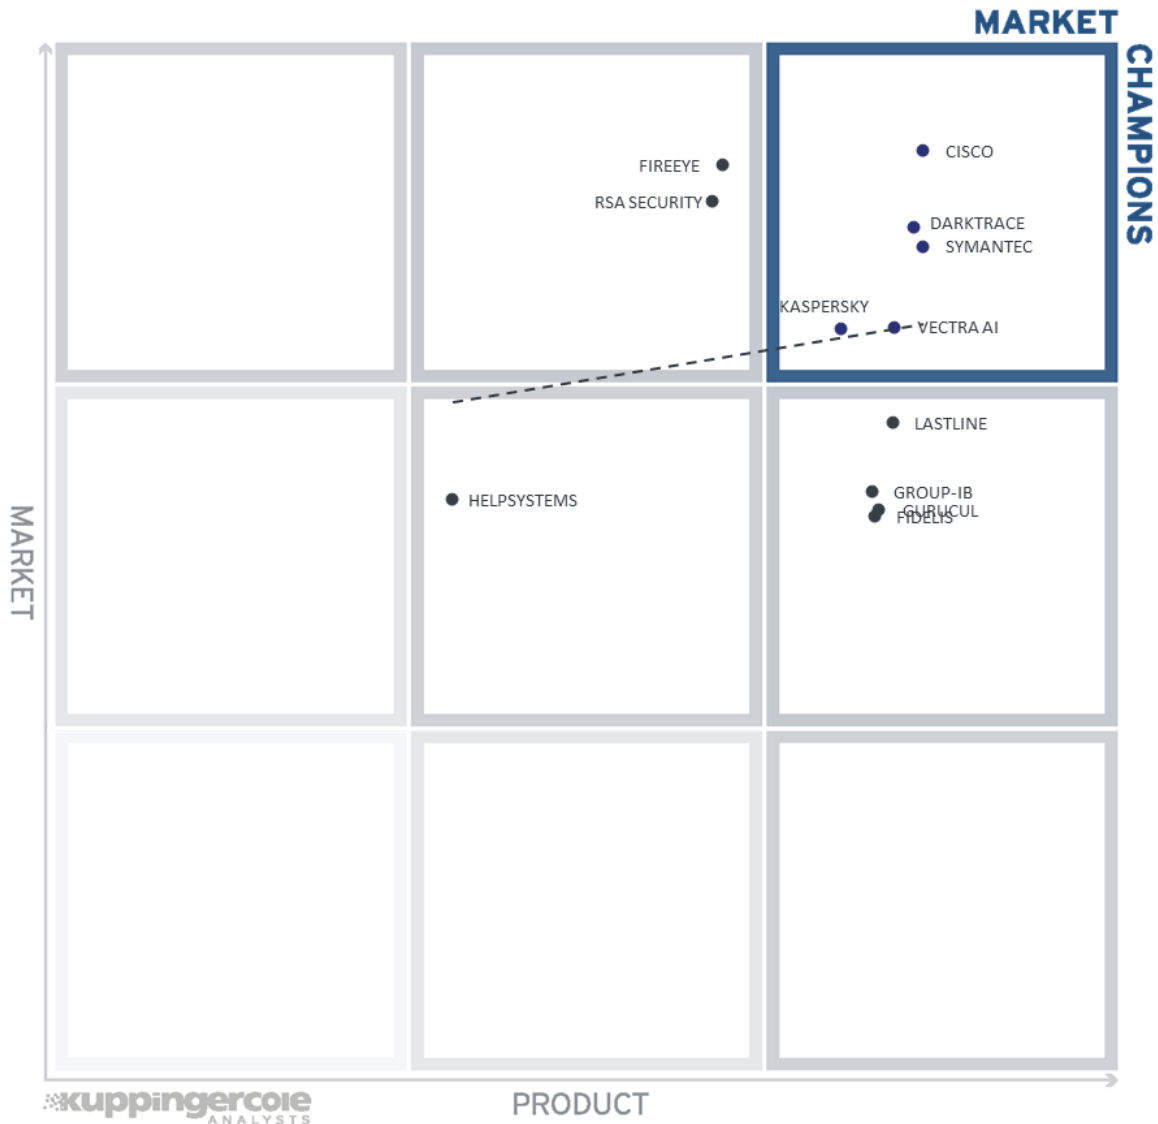 MARKET
CHAMPIONS
CISCO
FIREEYE
RSA SECURITY
DARKTRACE
SYMANTEC
KASPERSKY
VECTRA AI
LASTLINE
GROUP-IB
HELPSYSTEMS
GURUCUL
FIDELIS
MARKET
PRODUCT
kuppingercole
ANALYSTS